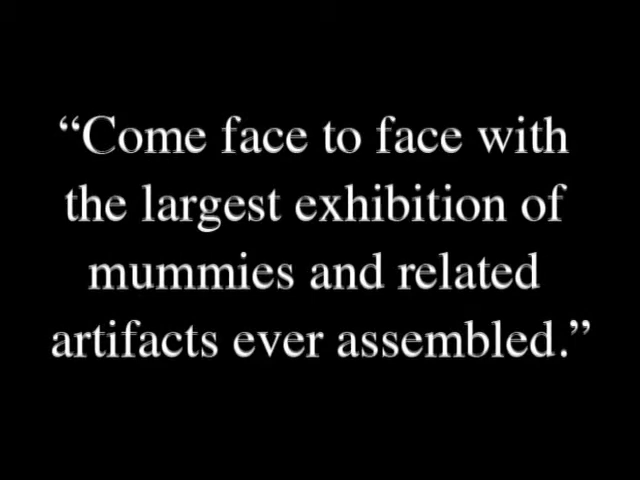 “Come face to face with
the largest exhibition of
mummies and related
artifacts ever assembled.”